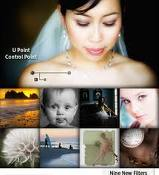 U Point
Control Point
Nine New Filters